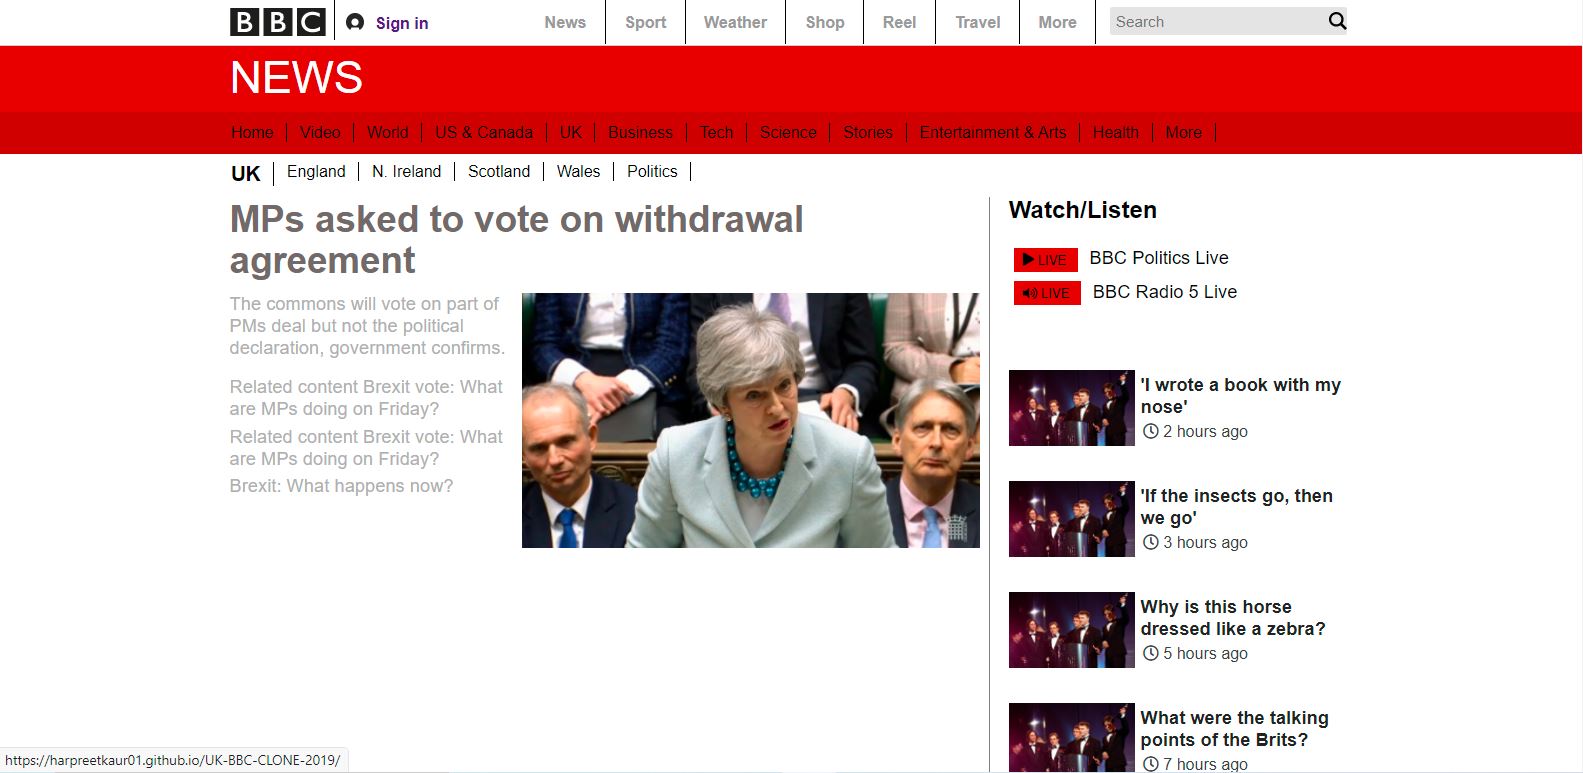 BBC Sign in News Sport Weather Shop Reel Travel More Search
NEWS
Home Video World US & Canada UK Business Tech Science Stories Entertainment & Arts Health More
UK England N. Ireland Scotland Wales Politics
MPs asked to vote on withdrawal
agreement
The commons will vote on part of
PMs deal but not the political
declaration, government confirms.
Related content Brexit vote: What
are MPs doing on Friday?
Related content Brexit vote: What
are MPs doing on Friday?
Brexit: What happens now?
Watch/Listen
LIVE BBC Politics Live
LIVE BBC Radio 5 Live
'I wrote a book with my
nose'
2 hours ago
'If the insects go, then
we go'
3 hours ago
Why is this horse
dressed like a zebra?
5 hours ago
What were the talking
points of the Brits?
7 hours ago
https://harpreetkaur01.github.io/UK-BBC-CLONE-2019/